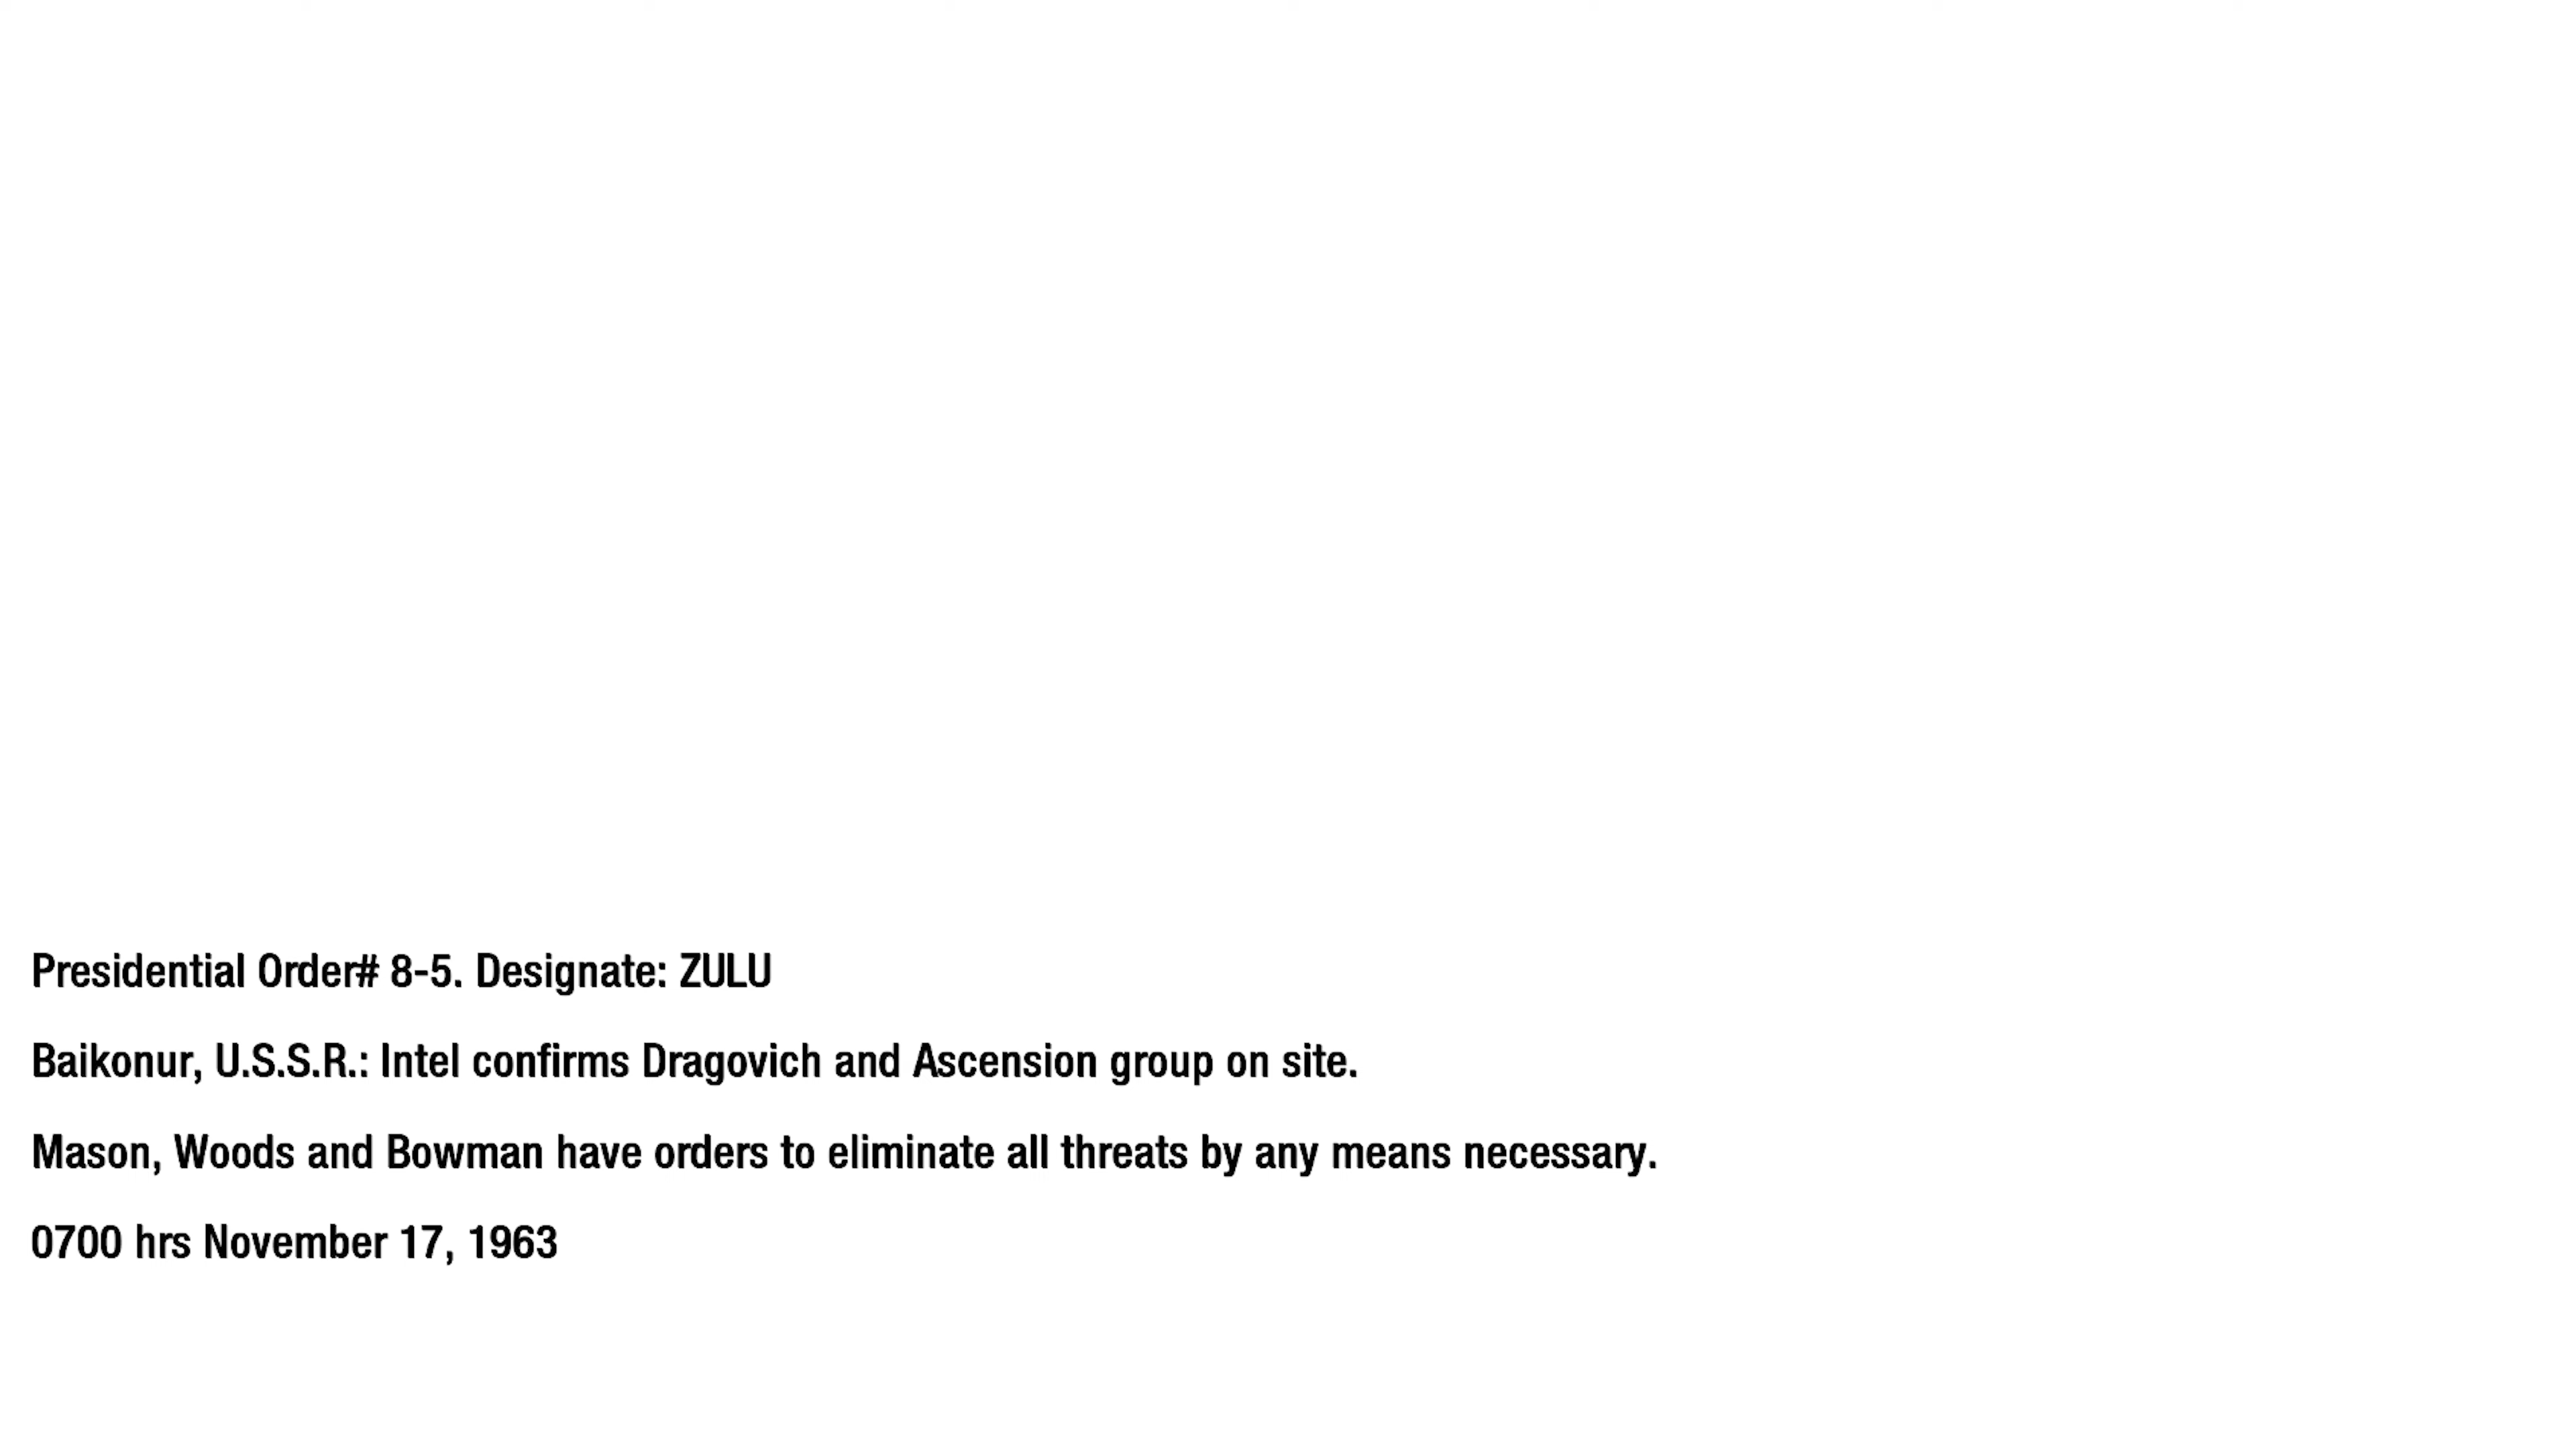 Presidential Order# 8-5. Designate: ZULU
Baikonur, U.S.S.R.: Intel confirms Dragovich and Ascension group on site.
Mason, Woods and Bowman have orders to eliminate all threats by any means necessary.
0700 hrs November 17, 1963